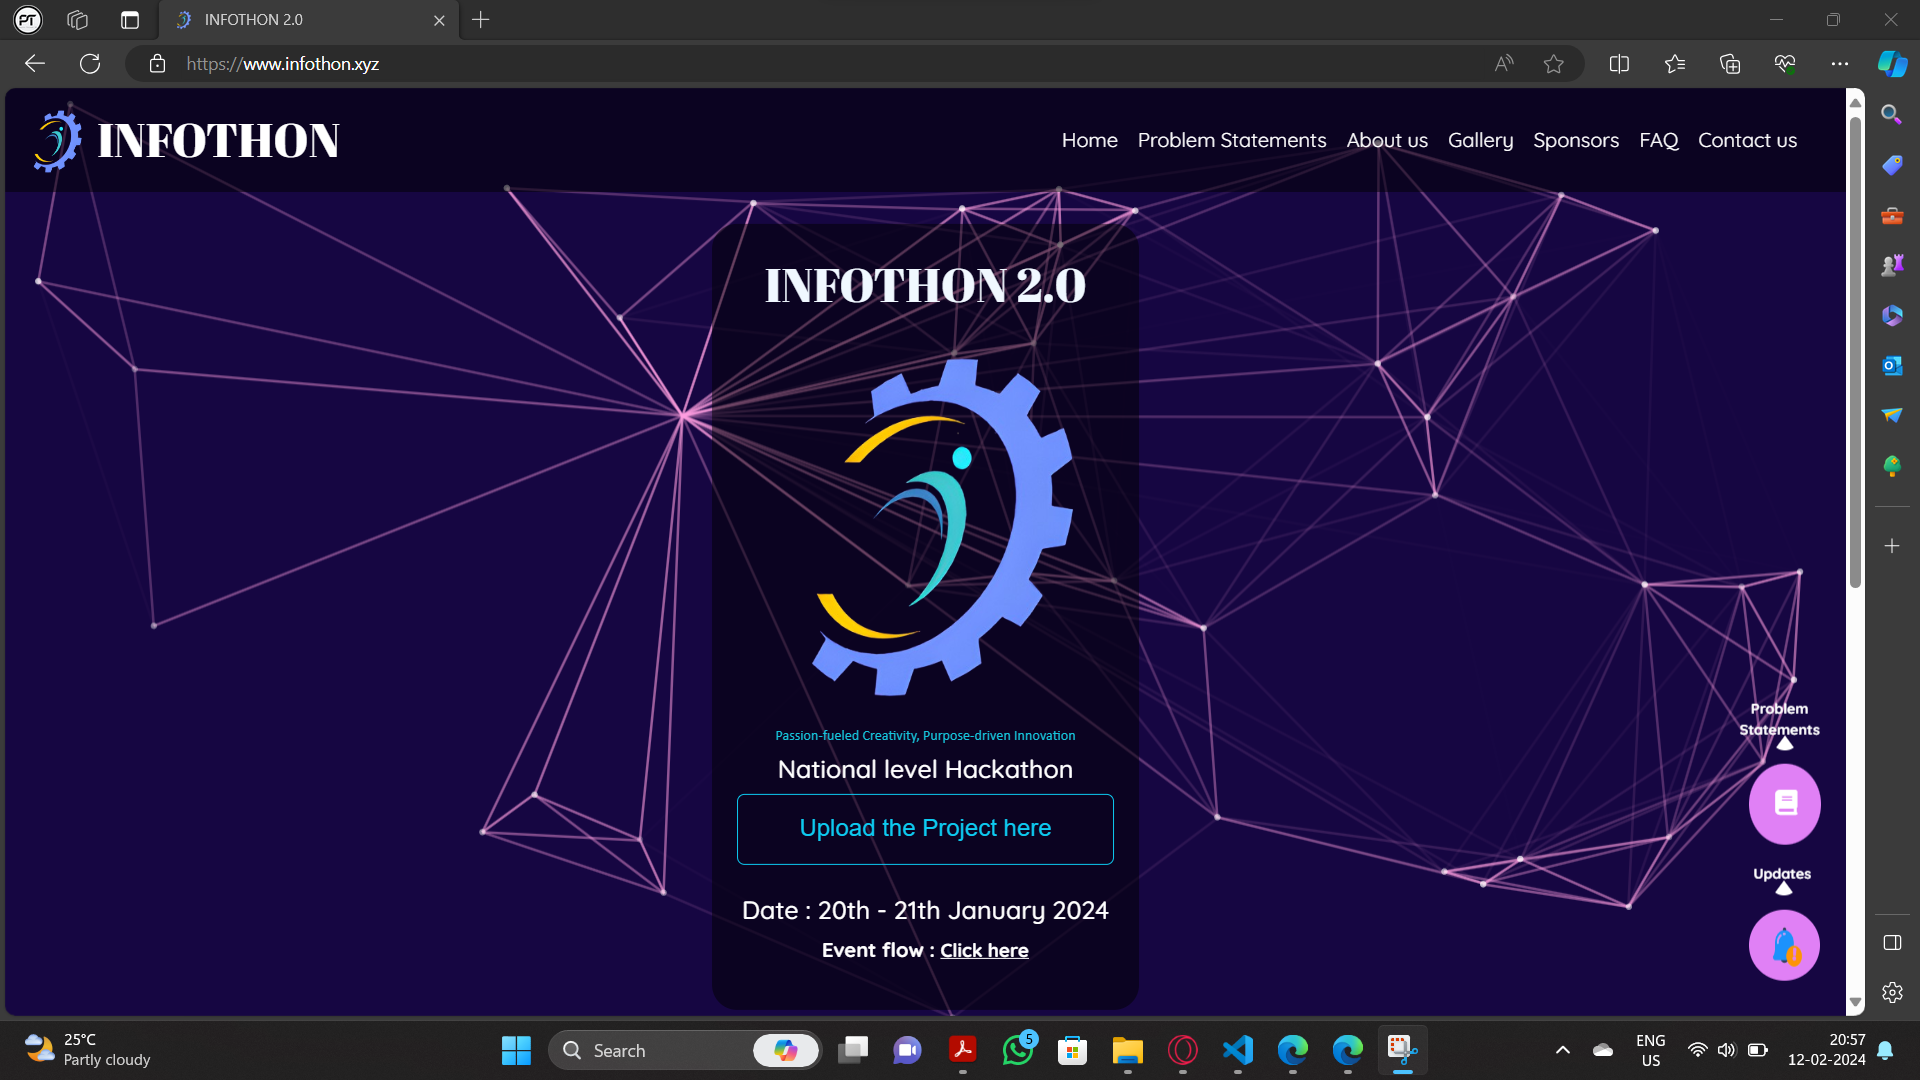 INFOTHON 2.0
https://www.infothon.xyz
INFOTHON
Home Problem Statements About us Gallery Sponsors FAQ Contact us
INFOTHON 2.0
Passion-fueled Creativity, Purpose-driven Innovation
National level Hackathon
Upload the Project here
Date : 20th - 21th January 2024
Event flow : Click here
Problem
Statements
Updates
25°C
Partly cloudy
Search
5
ENG
US
20:57
12-02-2024